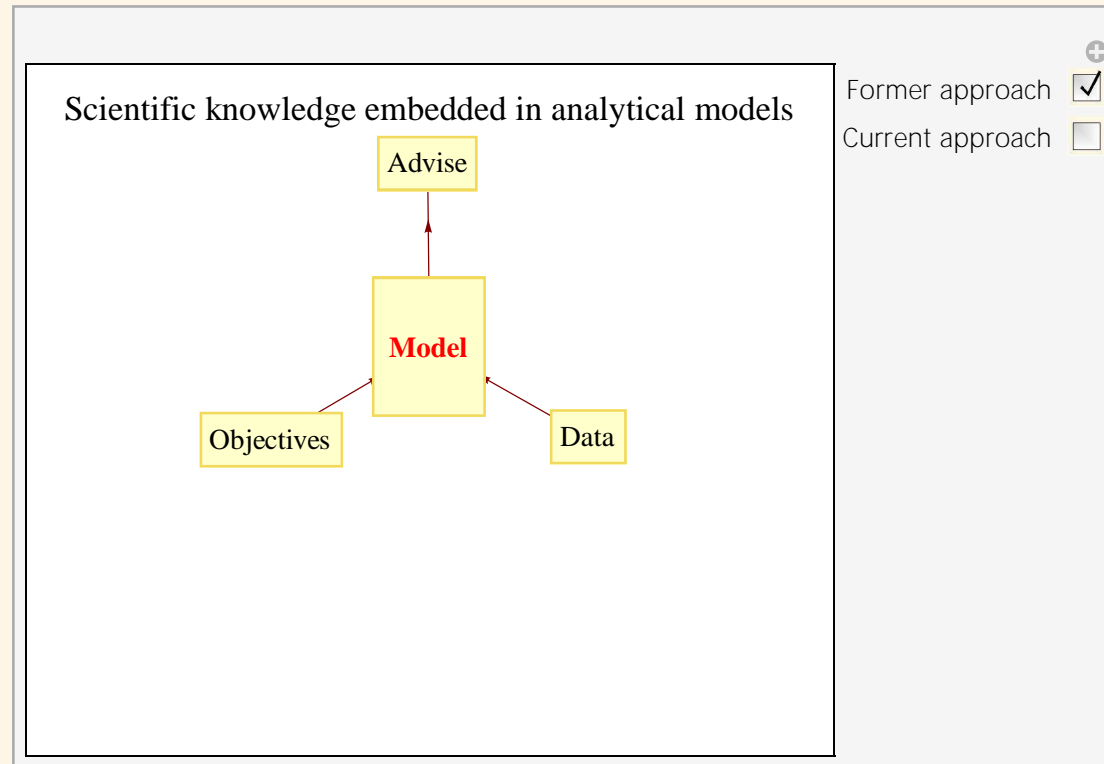 Former approach
Scientific knowledge embedded in analytical models
Current approach
Advise
Model
Objectives
Data